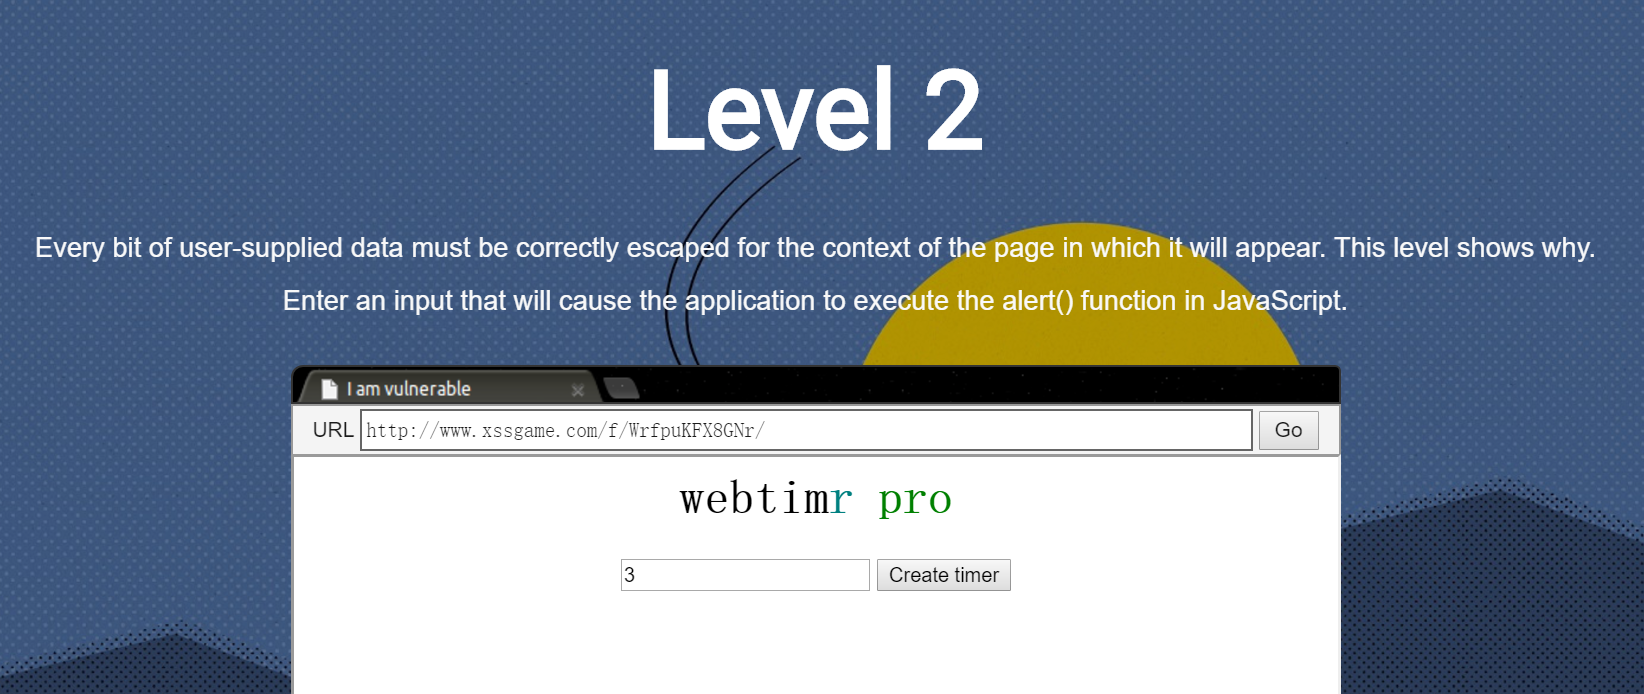 Level 2
Every bit of user-supplied data must be correctly escaped for the context of the page in which it will appear. This level shows why.
Enter an input that will cause the application to execute the alert() function in JavaScript.
I am vulnerable
URL http://www.xssgame.com/f/WrfpuKFX8GNr/ Go
webtimr pro
3 Create timer